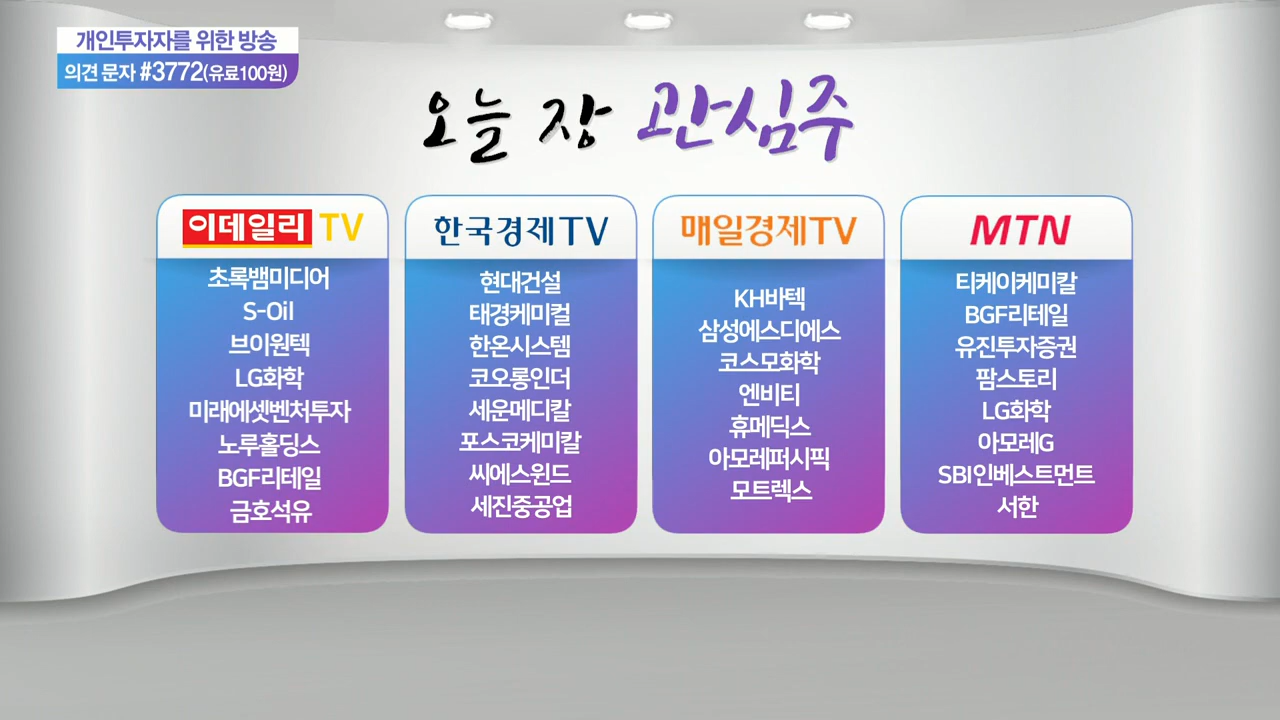 개인투자자를 위한 방송
의견 문자 #3772(유료100원)
오늘 장 관심주
이데일리 TV
초록뱀미디어
S-Oil
브이원텍
LG화학
미래에셋벤처투자
노루홀딩스
BGF리테일
금호석유
한국경제TV
현대건설
태경케미컬
한온시스템
코오롱인더
세운메디칼
포스코케미칼
씨에스윈드
세진중공업
매일경제TV
KH바텍
삼성에스디에스
코스모화학
엔비티
휴메딕스
아모레퍼시픽
모트렉스
MTN
티케이케미칼
BGF리테일
유진투자증권
팜스토리
LG화학
아모레G
SBI인베스트먼트
서한